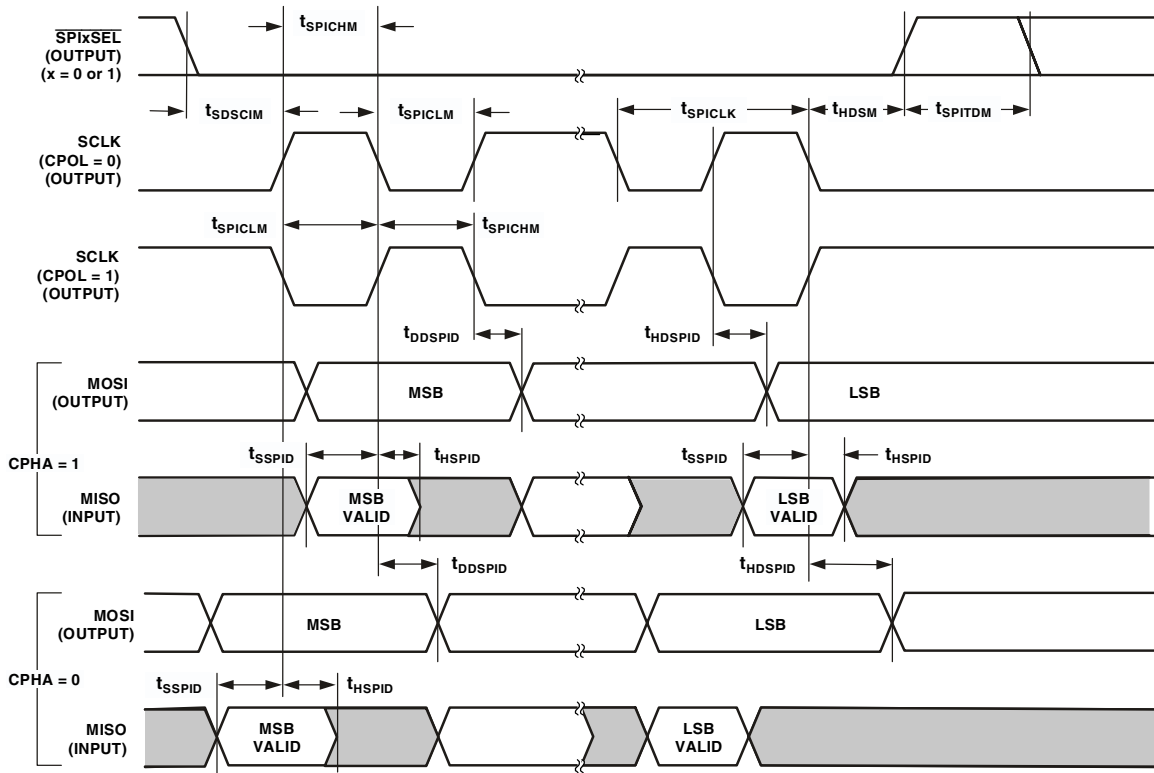 tSPICHM
SPIxSEL
(OUTPUT)
(x = 0 or 1)
tSDSCIM
tSPICLM
tSPICLK
tHDSM
tSPITDM
SCLK
(CPOL = 0)
(OUTPUT)
tSPICLM
tSPICHM
SCLK
(CPOL = 1)
(OUTPUT)
tDDSPID
tHDSPID
MOSI
(OUTPUT)
MSB
LSB
CPHA = 1
tSSPID
tHSPID
tSSPID
tHSPID
MISO
(INPUT)
MSB
VALID
LSB
VALID
tDDSPID
tHDSPID
MOSI
(OUTPUT)
MSB
LSB
CPHA = 0
tSSPID
tHSPID
MISO
(INPUT)
MSB
VALID
LSB
VALID